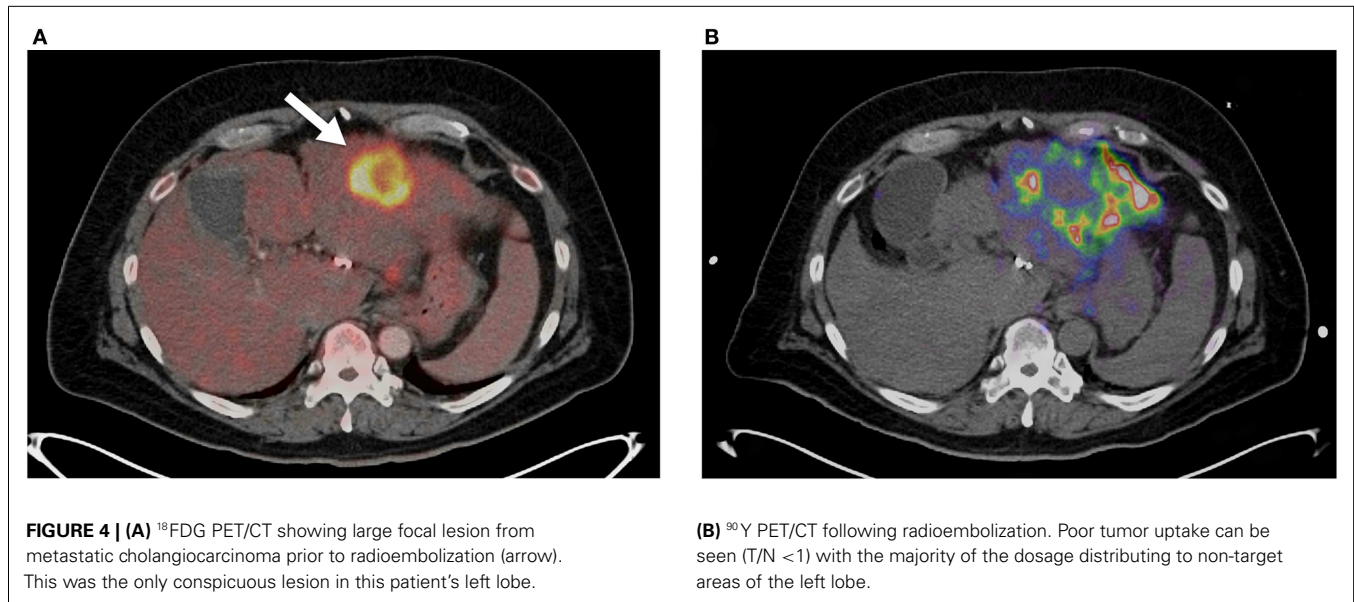 A
B
FIGURE 4 | (A) ¹⁸FDG PET/CT showing large focal lesion from
metastatic cholangiocarcinoma prior to radioembolization (arrow).
This was the only conspicuous lesion in this patient’s left lobe.
(B) ⁹⁰Y PET/CT following radioembolization. Poor tumor uptake can be
seen (T/N <1) with the majority of the dosage distributing to non-target
areas of the left lobe.